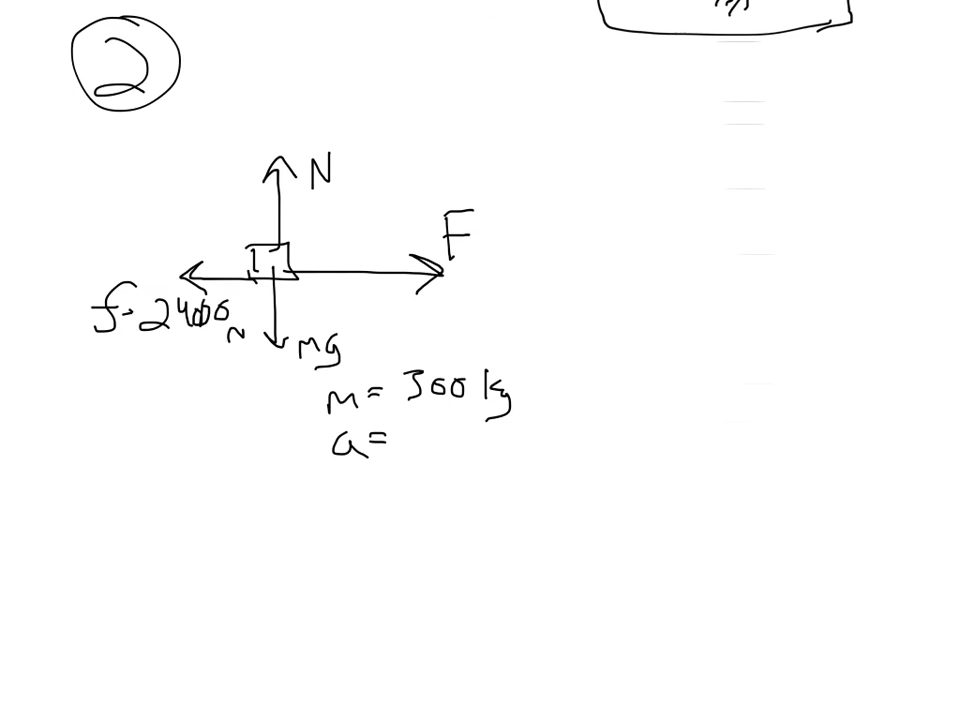 2
N
F
f=2400
N
mg
m = 300 kg
a =